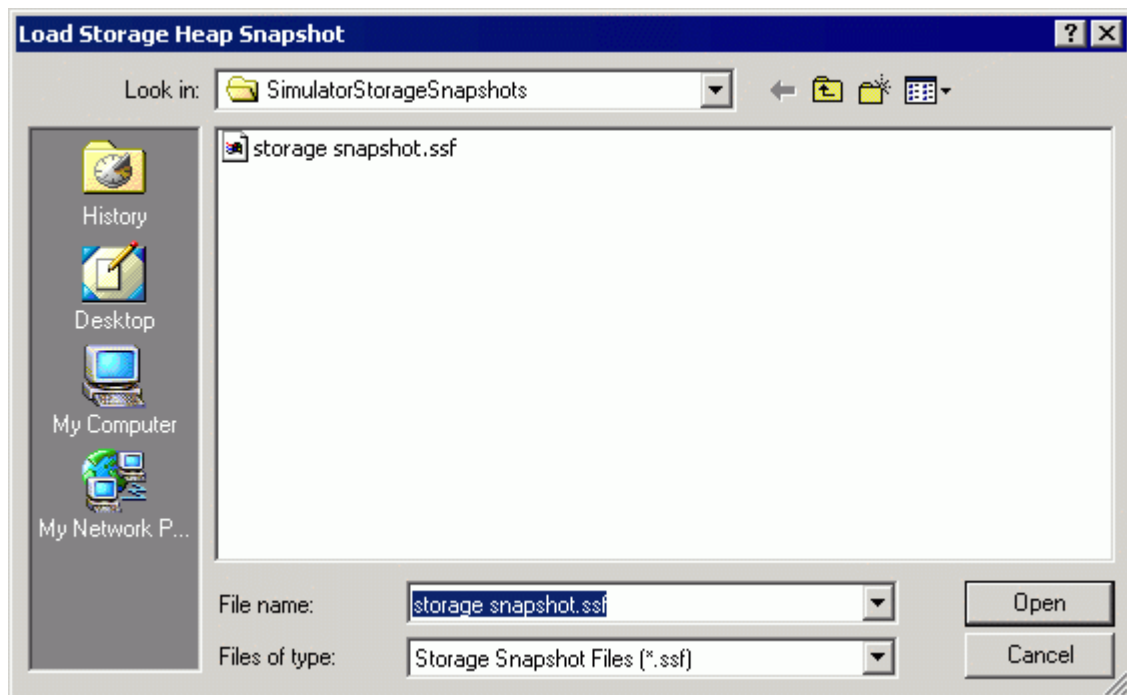 Load Storage Heap Snapshot
Look in: SimulatorStorageSnapshots
storage snapshot.ssf
History
Desktop
My Computer
My Network P...
File name: storage snapshot.ssf Open
Files of type: Storage Snapshot Files (*.ssf) Cancel